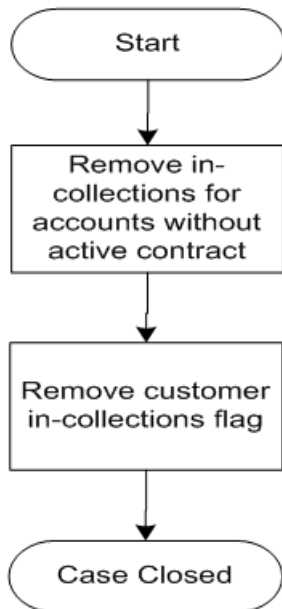 Start
Remove in-
collections for
accounts without
active contract
Remove customer
in-collections flag
Case Closed